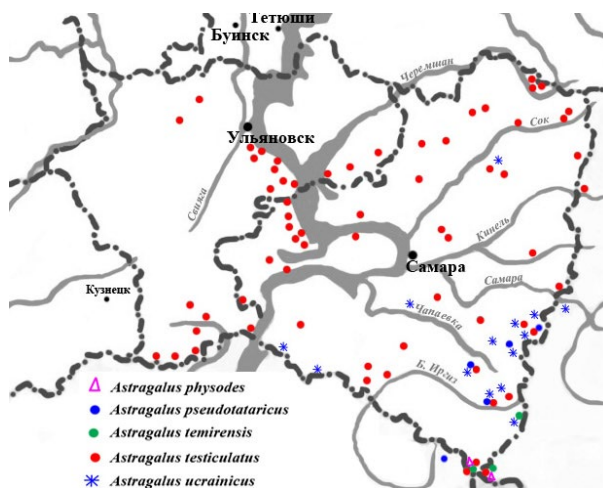 Тетюши
Буинск
Черемшан
Сок
Ульяновск
Свияга
Кинель
Самара
Самара
Кузнецк
Чапаевка
Б. Иргиз
Astragalus physodes
Astragalus pseudotataricus
Astragalus temirensis
Astragalus testiculatus
Astragalus ucrainicus